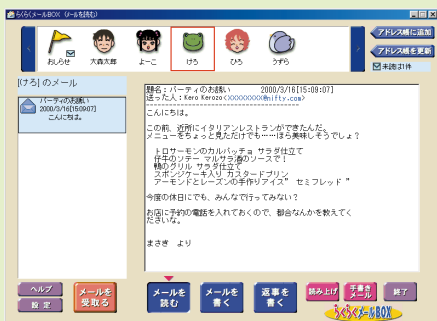 らくらくメールBOX (メールを読む)
おしらせ
大森太郎
よーこ
けろ
ひろ
うずら
アドレス帳に追加
アドレス帳を更新
未読のみ1件
[けろ] のメール
パーティのお誘い
2000/3/16[15:09:07]
こんにちは。
題名：パーティのお誘い 2000/3/16[15:09:07]
送った人：Kero Kerozo<XXXXXXXX@nifty.com>
こんにちは。
この前、近所にイタリアンレストランができたんだ。
メニューをちょっと見ただけでも……ほら美味しそうでしょ？
トロサーモンのカルパッチョ サラダ仕立て
仔牛のソテー マルサラ酒のソースで！
鴨のグリル サラダ仕立て
スポンジケーキ入り カスタードプリン
アーモンドとレーズンの手作りアイス” セミフレッド ”
今度の休日にでも、みんなで行ってみない？
お店に予約の電話を入れておくので、都合なんかを教えてく
ださいな。
まさき より
ヘルプ
設 定
メールを
受取る
メールを
読む
メールを
書く
返事を
書く
読み上げ
手書き
メール
終了
らくらくメールBOX